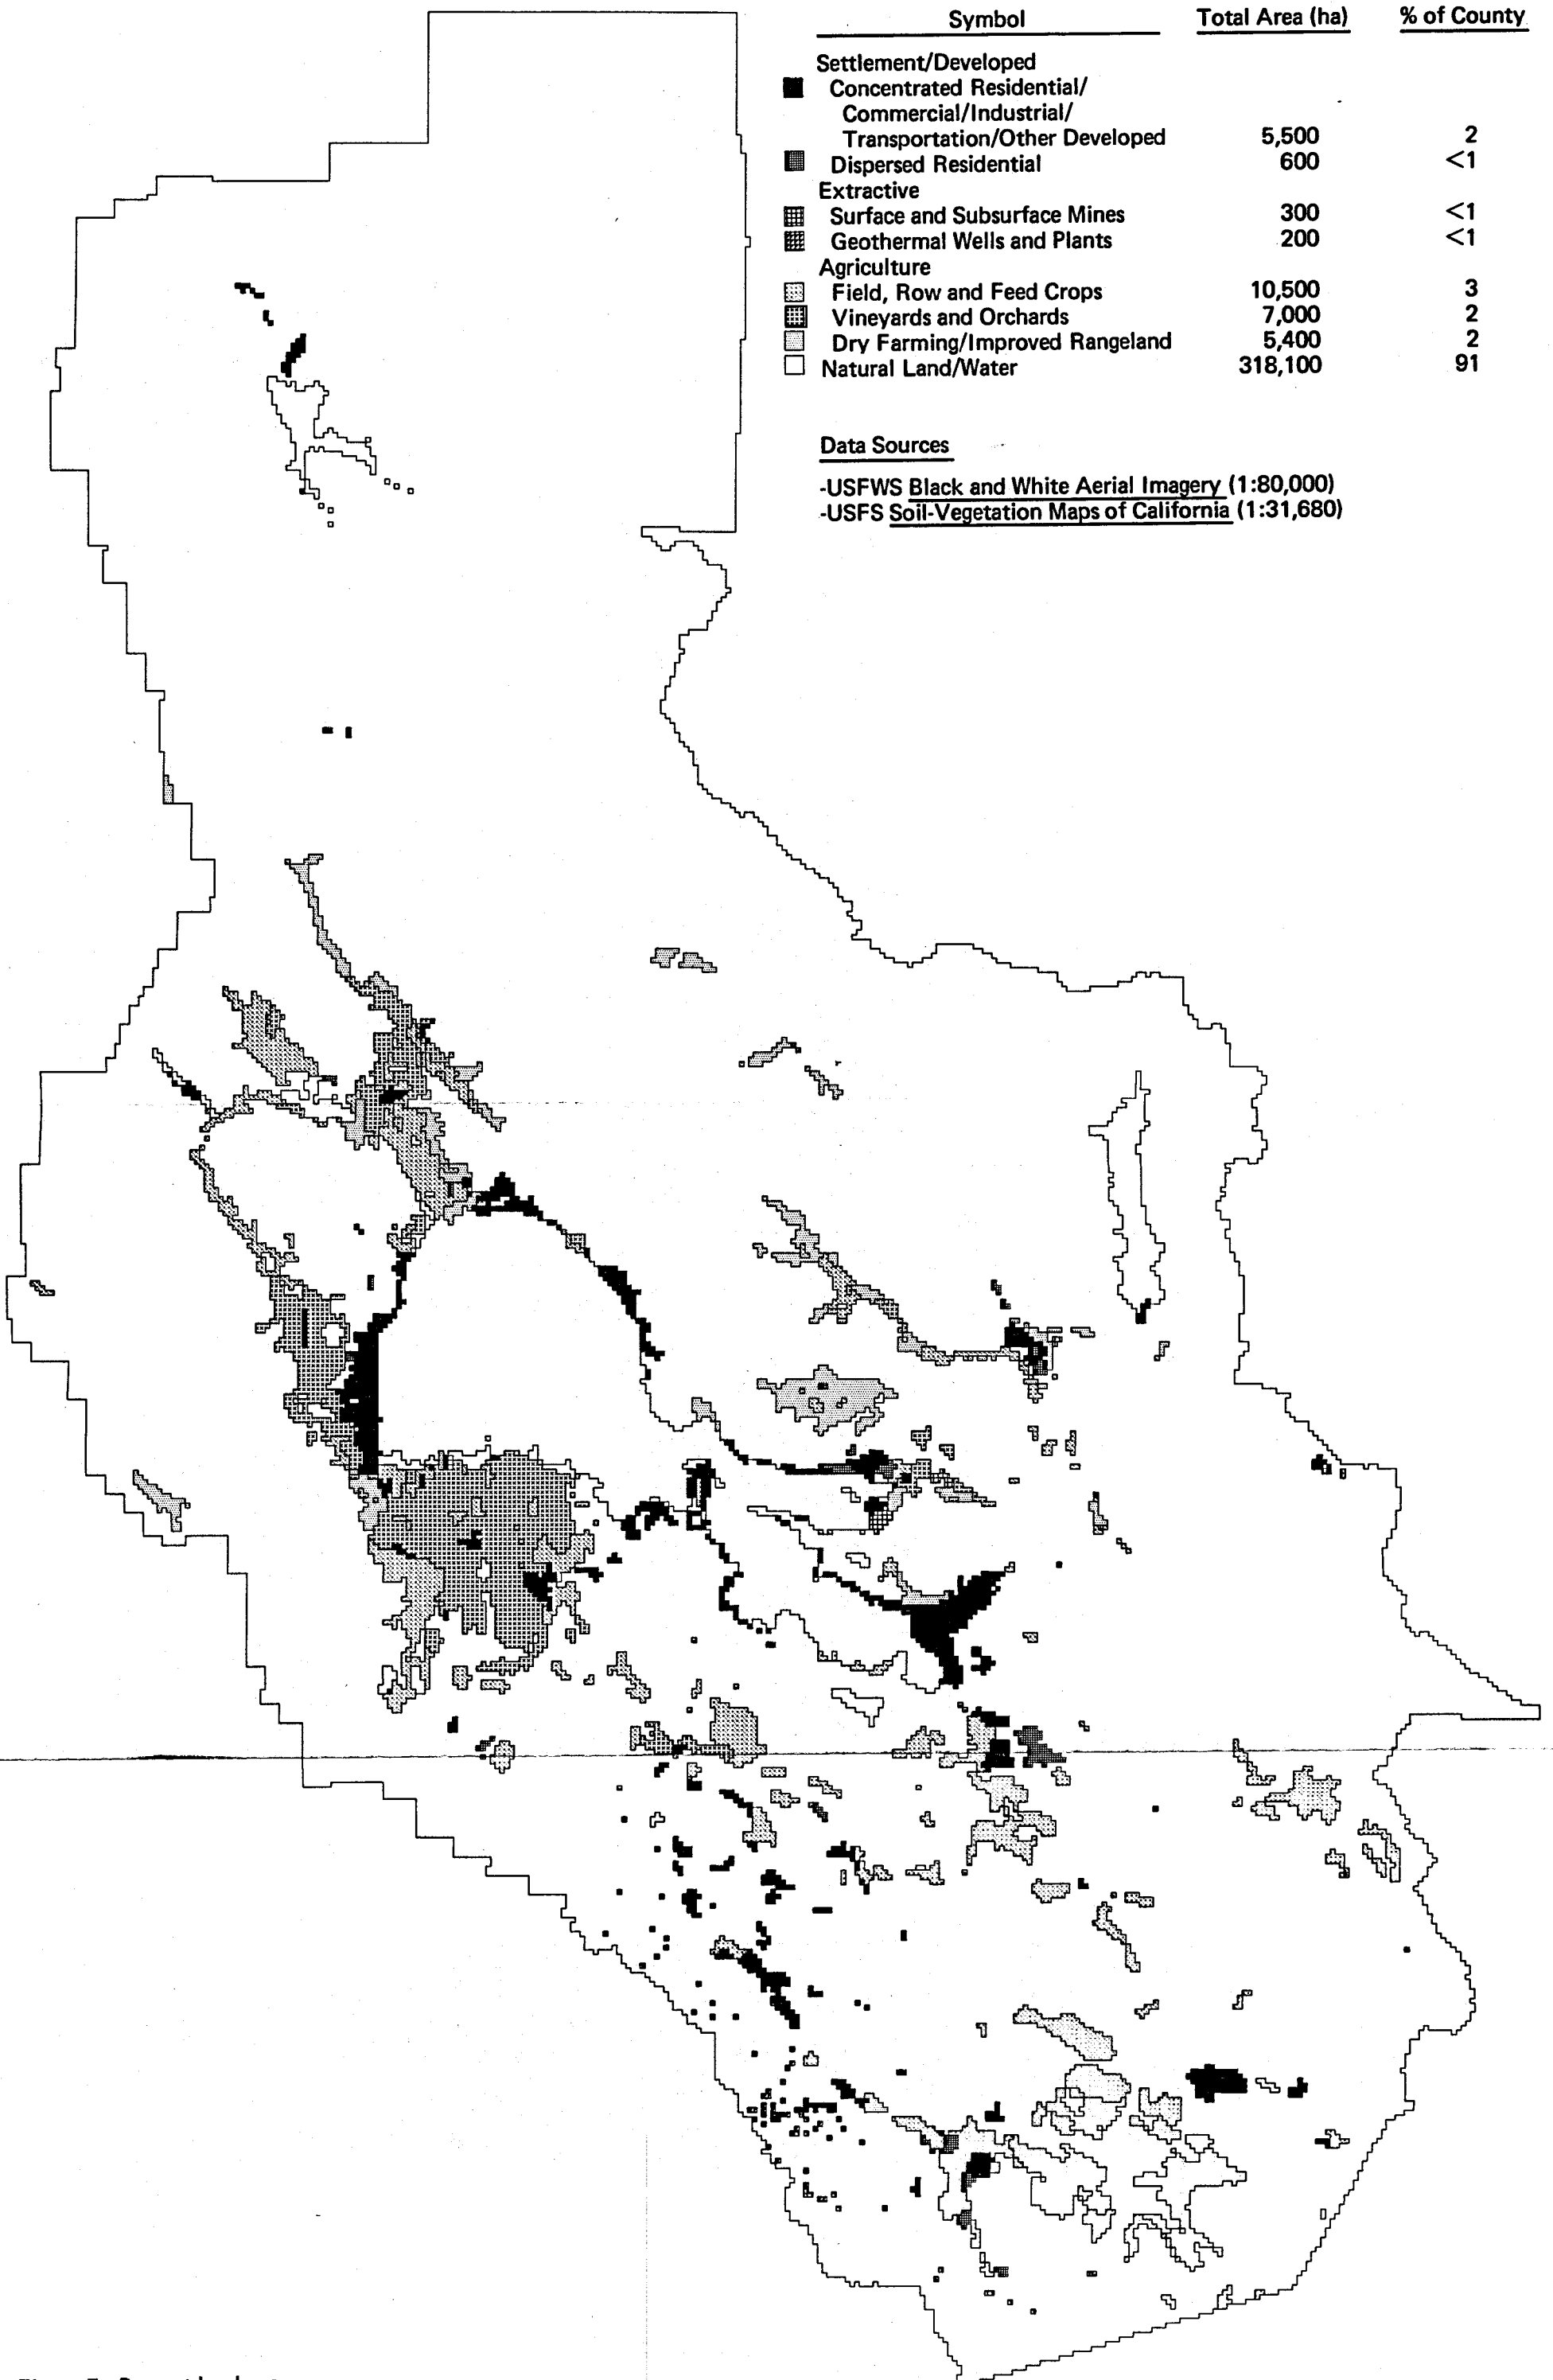 Symbol Total Area (ha) % of County
Settlement/Developed
Concentrated Residential/
Commercial/Industrial/
Transportation/Other Developed 5,500 2
Dispersed Residential 600 <1
Extractive
Surface and Subsurface Mines 300 <1
Geothermal Wells and Plants 200 <1
Agriculture
Field, Row and Feed Crops 10,500 3
Vineyards and Orchards 7,000 2
Dry Farming/Improved Rangeland 5,400 2
Natural Land/Water 318,100 91
Data Sources
-USFWS Black and White Aerial Imagery (1:80,000)
-USFS Soil-Vegetation Maps of California (1:31,680)